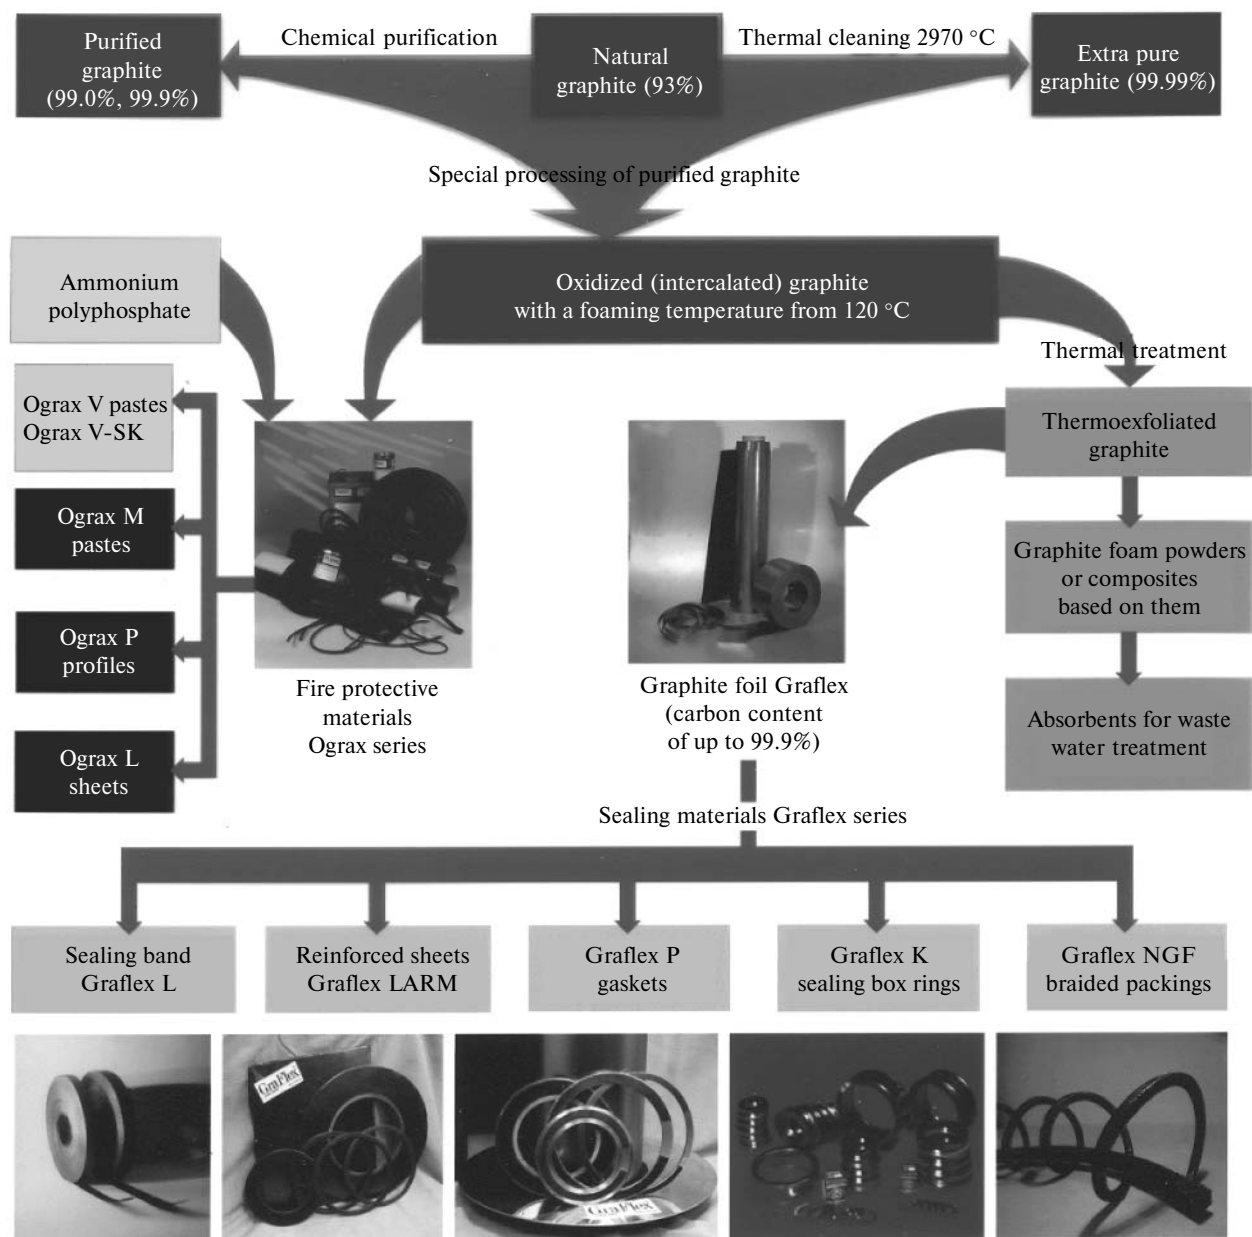 Purified
graphite
(99.0%, 99.9%)
Chemical purification
Natural
graphite (93%)
Thermal cleaning 2970 °C
Extra pure
graphite (99.99%)
Special processing of purified graphite
Ammonium
polyphosphate
Oxidized (intercalated) graphite
with a foaming temperature from 120 °C
Thermal treatment
Ograx V pastes
Ograx V-SK
Thermoexfoliated
graphite
Ograx M
pastes
Graphite foam powders
or composites
based on them
Ograx P
profiles
Fire protective
materials
Ograx series
Graphite foil Graflex
(carbon content
of up to 99.9%)
Absorbents for waste
water treatment
Ograx L
sheets
Sealing materials Graflex series
Sealing band
Graflex L
Reinforced sheets
Graflex LARM
Graflex P
gaskets
Graflex K
sealing box rings
Graflex NGF
braided packings
GraFlex
GraFlex